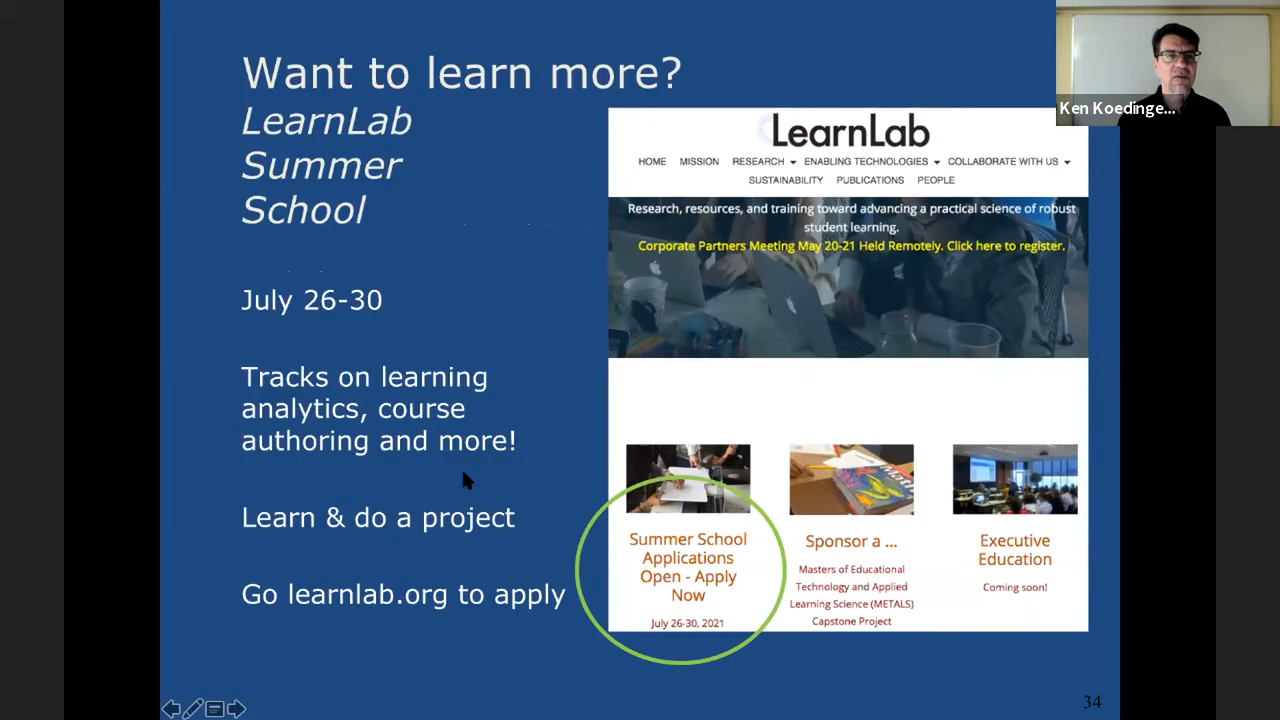 Want to learn more?
LearnLab
Summer
School
July 26-30
Tracks on learning
analytics, course
authoring and more!
Learn & do a project
Go learnlab.org to apply
LearnLab
HOME MISSION RESEARCH ENABLING TECHNOLOGIES COLLABORATE WITH US
SUSTAINABILITY PUBLICATIONS PEOPLE
Research, resources, and training toward advancing a practical science of robust
student learning.
Corporate Partners Meeting May 20-21 Held Remotely. Click here to register.
Summer School
Applications
Open - Apply
Now
July 26-30, 2021
Sponsor a ...
Masters of Educational
Technology and Applied
Learning Science (METALS)
Capstone Project
Executive
Education
Coming soon!
Math
Ken Koedinge...
34